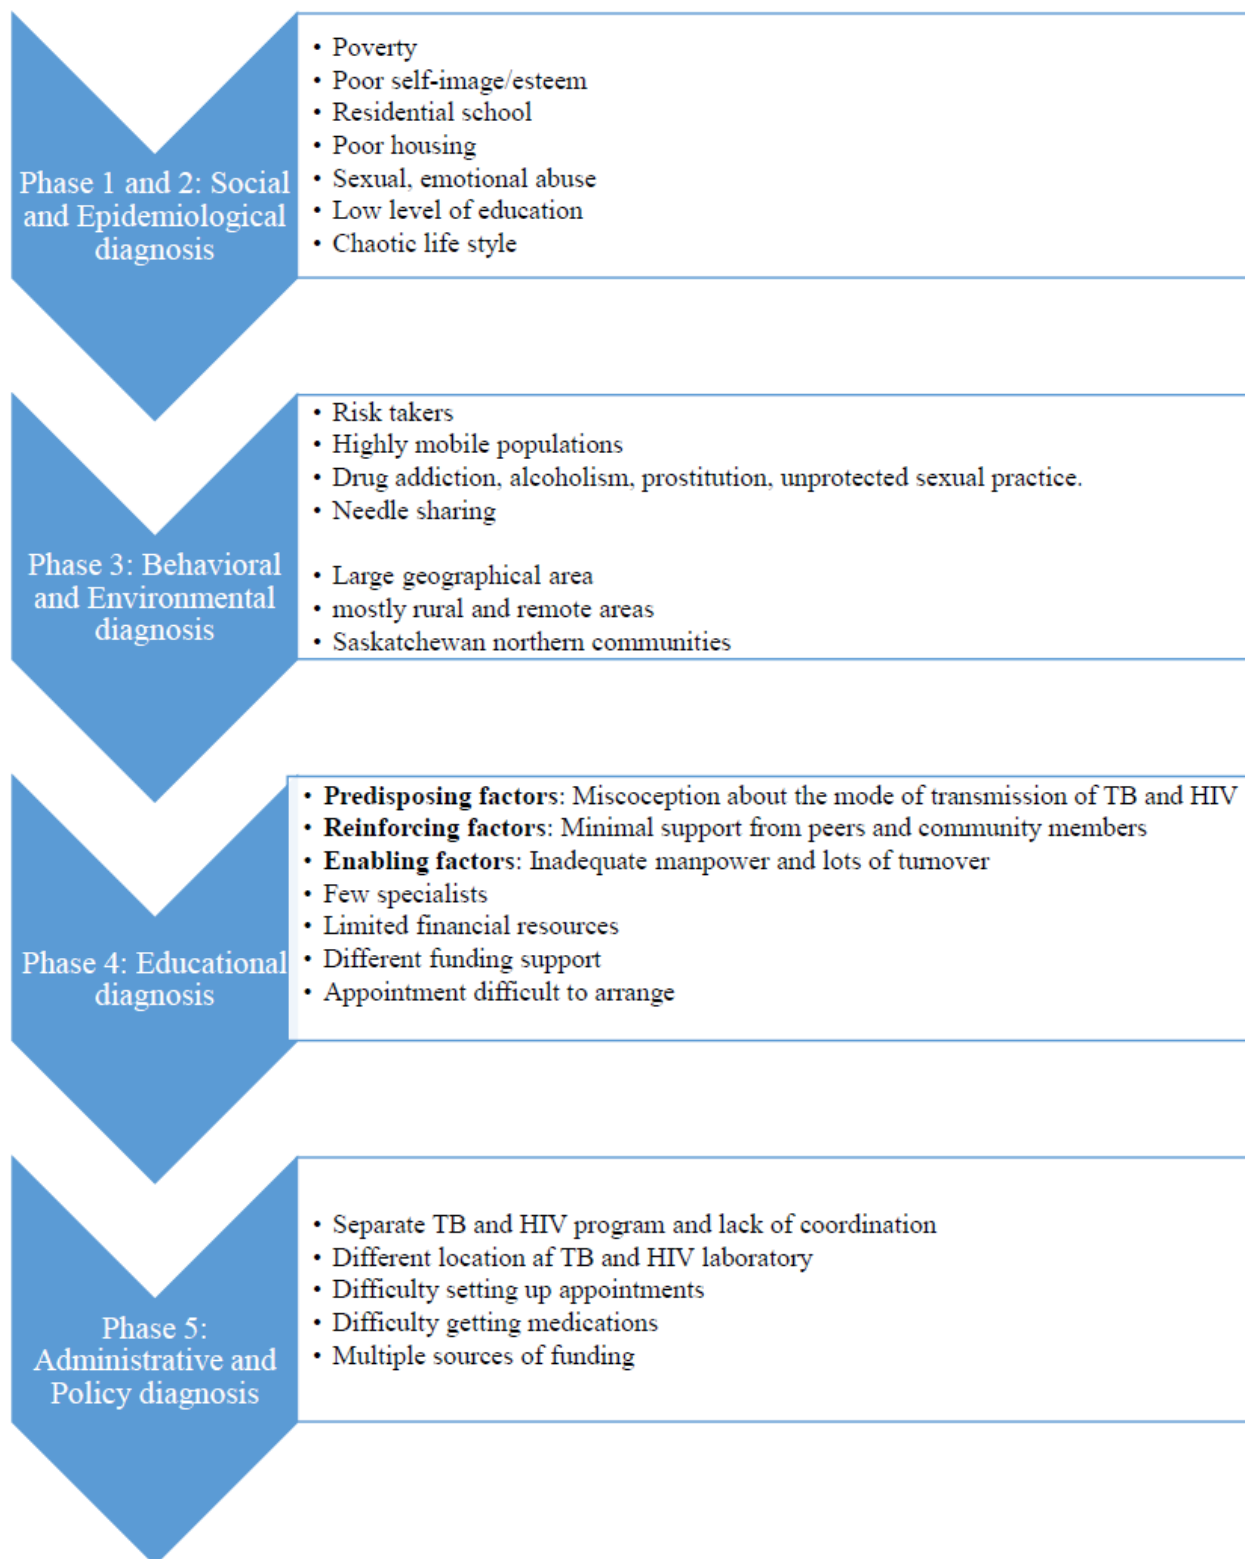 Phase 1 and 2: Social
and Epidemiological
diagnosis
• Poverty
• Poor self-image/esteem
• Residential school
• Poor housing
• Sexual, emotional abuse
• Low level of education
• Chaotic life style
Phase 3: Behavioral
and Environmental
diagnosis
• Risk takers
• Highly mobile populations
• Drug addiction, alcoholism, prostitution, unprotected sexual practice.
• Needle sharing
• Large geographical area
• mostly rural and remote areas
• Saskatchewan northern communities
Phase 4: Educational
diagnosis
• Predisposing factors: Miscoception about the mode of transmission of TB and HIV
• Reinforcing factors: Minimal support from peers and community members
• Enabling factors: Inadequate manpower and lots of turnover
• Few specialists
• Limited financial resources
• Different funding support
• Appointment difficult to arrange
Phase 5:
Administrative and
Policy diagnosis
• Separate TB and HIV program and lack of coordination
• Different location af TB and HIV laboratory
• Difficulty setting up appointments
• Difficulty getting medications
• Multiple sources of funding